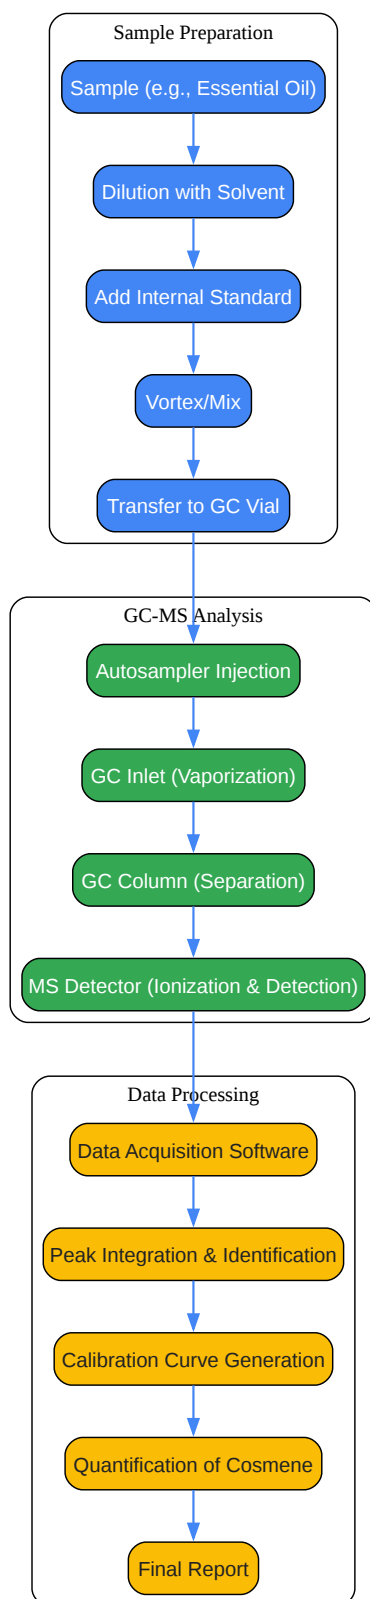 Sample Preparation
Sample (e.g., Essential Oil)
Dilution with Solvent
Add Internal Standard
Vortex/Mix
Transfer to GC Vial
GC-MS Analysis
Autosampler Injection
GC Inlet (Vaporization)
GC Column (Separation)
MS Detector (Ionization & Detection)
Data Processing
Data Acquisition Software
Peak Integration & Identification
Calibration Curve Generation
Quantification of Cosmene
Final Report